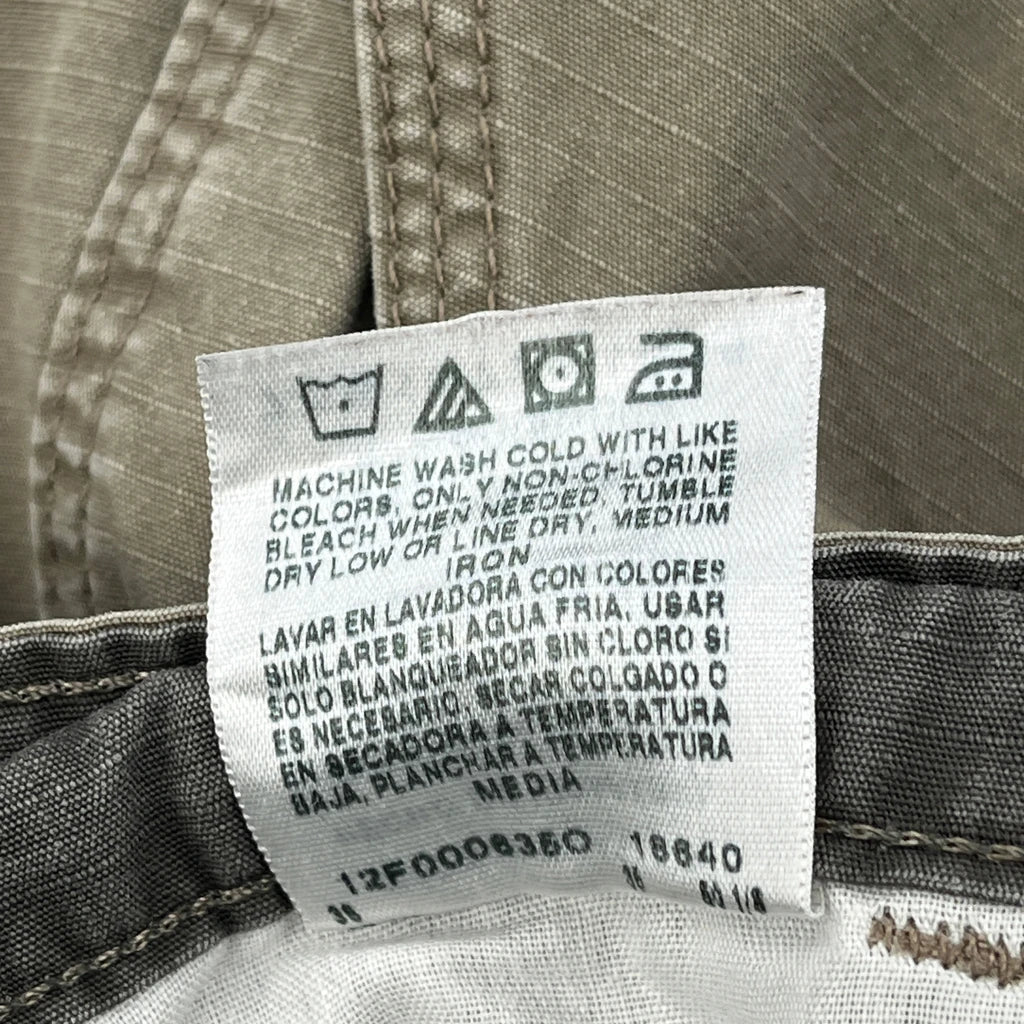 MACHINE WASH COLD WITH LIKE
COLORS, ONLY NON-CHLORINE
BLEACH WHEN NEEDED, TUMBLE
DRY LOW OR LINE DRY, MEDIUM
IRON
LAVAR EN LAVADORA CON COLORES
SIMILARES EN AGUA FRIA, USAR
SOLO BLANQUEADOR SIN CLORO SI
ES NECESARIO, SECAR COLGADO O
EN SECADORA A TEMPERATURA
BAJA, PLANCHAR A TEMPERATURA
MEDIA
16640